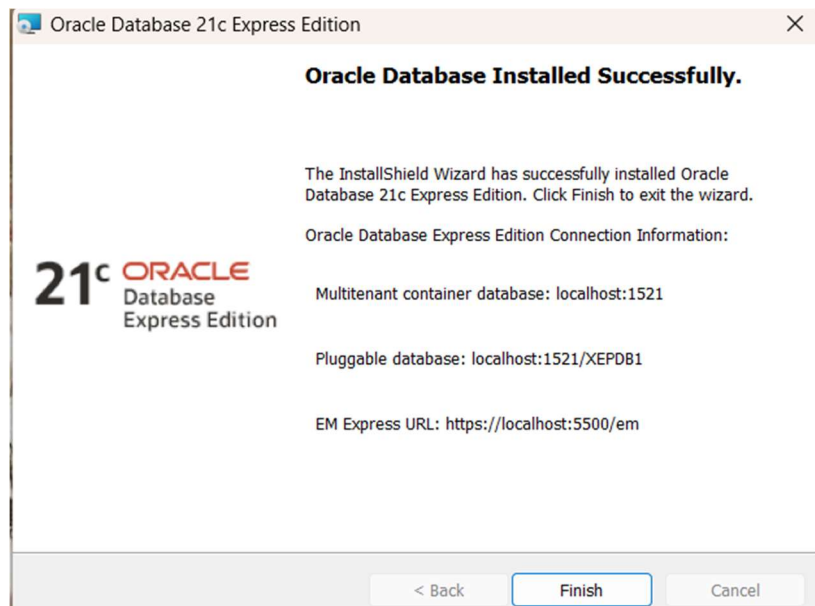 Oracle Database 21c Express Edition
Oracle Database Installed Successfully.
The InstallShield Wizard has successfully installed Oracle
Database 21c Express Edition. Click Finish to exit the wizard.
Oracle Database Express Edition Connection Information:
21c ORACLE
Database
Express Edition
Multitenant container database: localhost:1521
Pluggable database: localhost:1521/XEPDB1
EM Express URL: https://localhost:5500/em
< Back
Finish
Cancel